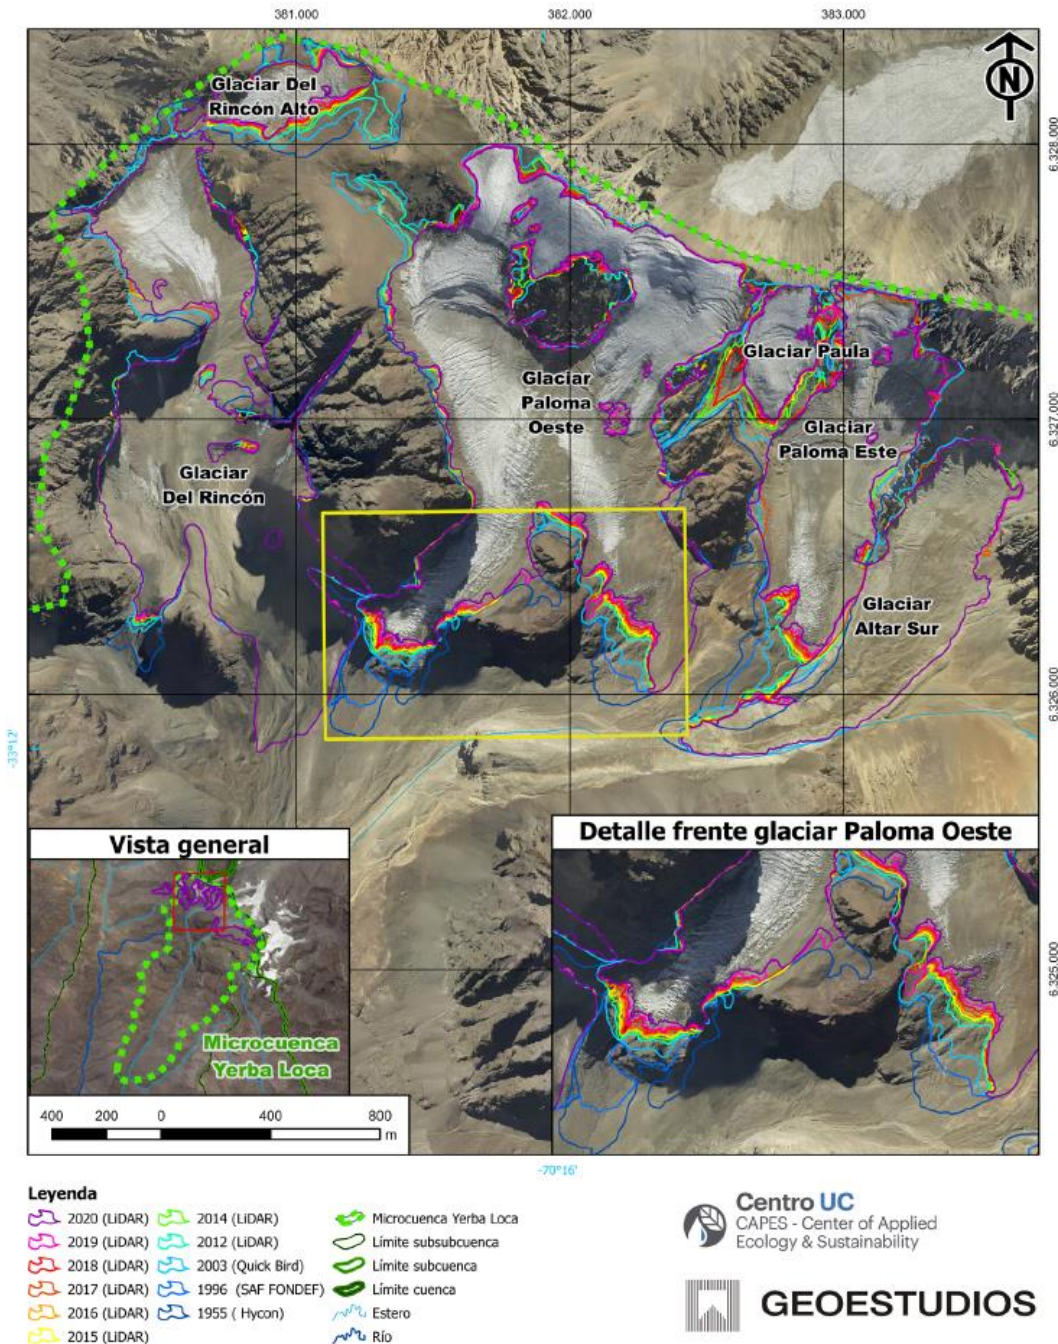 381.000 382.000 383.000
Glaciar Del
Rincón Alto
N
6.328.000
Glaciar Paula
Glaciar
Paloma
Oeste
6.327.000
Glaciar
Paloma Este
Glaciar
Del Rincón
Glaciar
Altar Sur
6.326.000
-33°12'
Vista general
Detalle frente glaciar Paloma Oeste
6.325.000
Microcuenca
Yerba Loca
400 200 0 400 800
m
-70°16'
Leyenda
2020 (LiDAR)
2019 (LiDAR)
2018 (LiDAR)
2017 (LiDAR)
2016 (LiDAR)
2015 (LiDAR)
2014 (LiDAR)
2012 (LiDAR)
2003 (Quick Bird)
1996 (SAF FONDEF)
1955 (Hycon)
Microcuenca Yerba Loca
Límite subsubcuenca
Límite subcuenca
Límite cuenca
Estero
Río
Centro UC
CAPES - Center of Applied
Ecology & Sustainability
GEOESTUDIOS